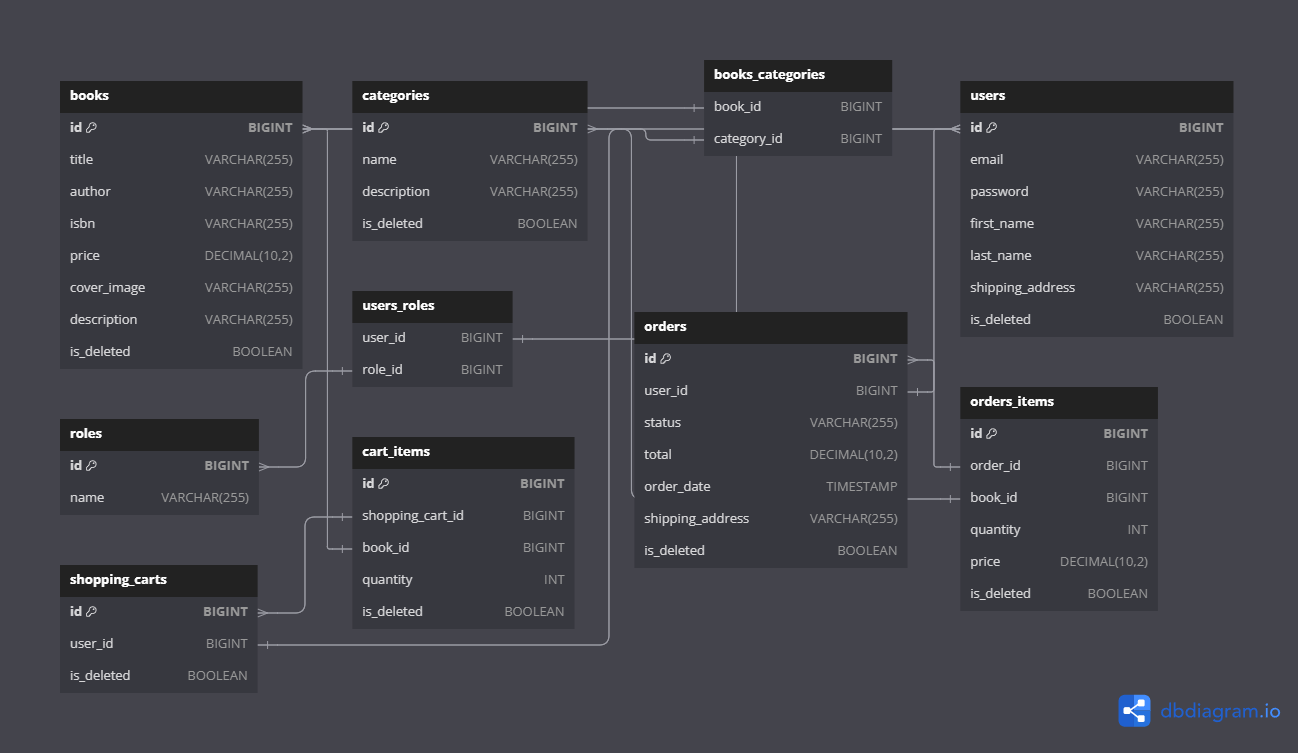 books
id BIGINT
title VARCHAR(255)
author VARCHAR(255)
isbn VARCHAR(255)
price DECIMAL(10,2)
cover_image VARCHAR(255)
description VARCHAR(255)
is_deleted BOOLEAN
categories
id BIGINT
name VARCHAR(255)
description VARCHAR(255)
is_deleted BOOLEAN
books_categories
book_id BIGINT
category_id BIGINT
users
id BIGINT
email VARCHAR(255)
password VARCHAR(255)
first_name VARCHAR(255)
last_name VARCHAR(255)
shipping_address VARCHAR(255)
is_deleted BOOLEAN
users_roles
user_id BIGINT
role_id BIGINT
orders
id BIGINT
user_id BIGINT
status VARCHAR(255)
total DECIMAL(10,2)
order_date TIMESTAMP
shipping_address VARCHAR(255)
is_deleted BOOLEAN
orders_items
id BIGINT
order_id BIGINT
book_id BIGINT
quantity INT
price DECIMAL(10,2)
is_deleted BOOLEAN
roles
id BIGINT
name VARCHAR(255)
cart_items
id BIGINT
shopping_cart_id BIGINT
book_id BIGINT
quantity INT
is_deleted BOOLEAN
shopping_carts
id BIGINT
user_id BIGINT
is_deleted BOOLEAN
dbdiagram.io